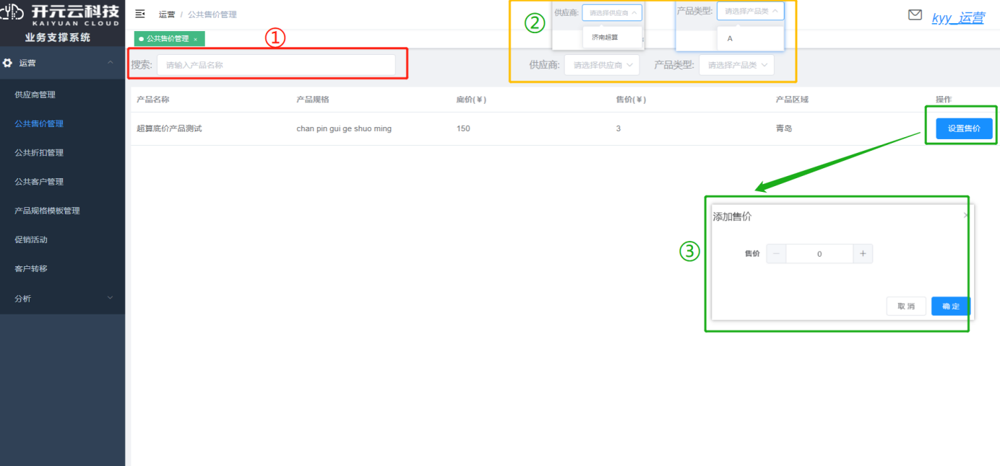 开元云科技
KAIYUAN CLOUD
业务支撑系统
运营
供应商管理
公共售价管理
公共折扣管理
公共客户管理
产品规格模板管理
促销活动
客户转移
分析
运营 / 公共售价管理
kyy_运营
公共售价管理 ×
①
搜索: 请输入产品名称
②
供应商: 请选择供应商
济南超算
产品类型: 请选择产品类
A
供应商: 请选择供应商 产品类型: 请选择产品类
产品名称 产品规格 底价(¥) 售价(¥) 产品区域 操作
超算底价产品测试 chan pin gui ge shuo ming 150 3 青岛 设置售价
③
添加售价 ×
售价 − 0 +
取消 确定